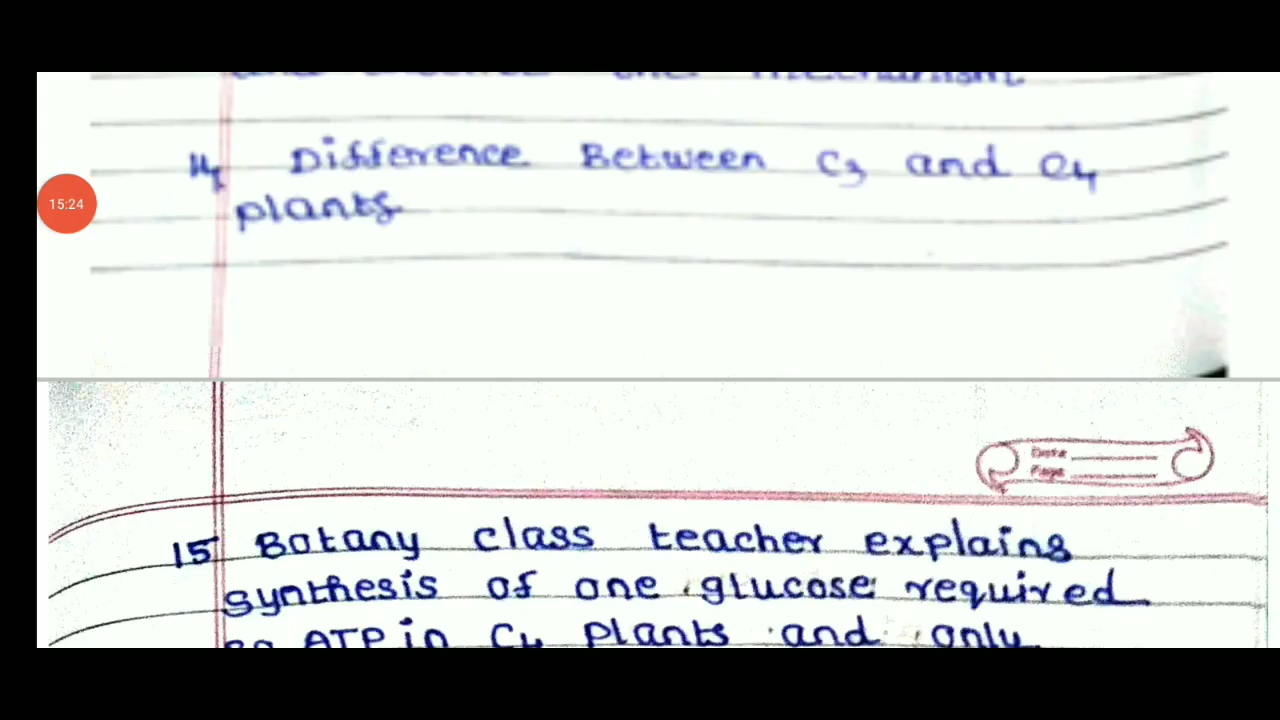 mechanism.
14 Difference Between C3 and C4
plants
15:24
Date
Page
15 Botany class teacher explains
synthesis of one glucose required
ATP in C4 plants and only